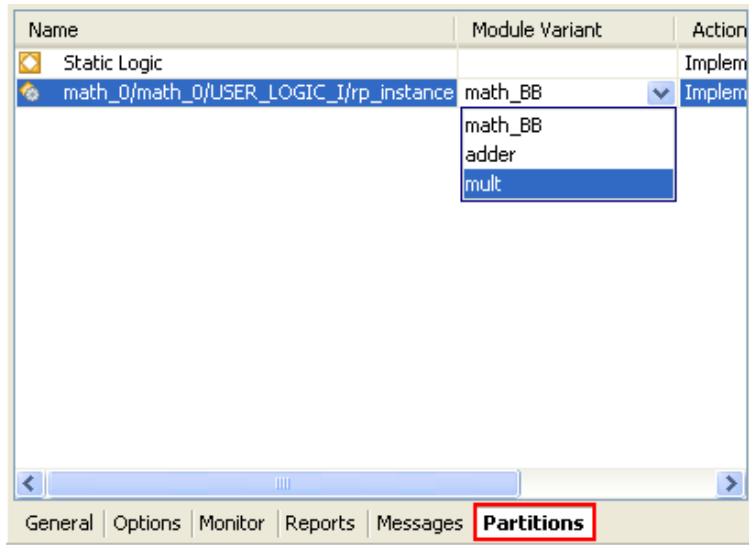 Name Module Variant Action
Static Logic Implem
math_0/math_0/USER_LOGIC_I/rp_instance math_BB Implem
math_BB
adder
mult
General Options Monitor Reports Messages Partitions